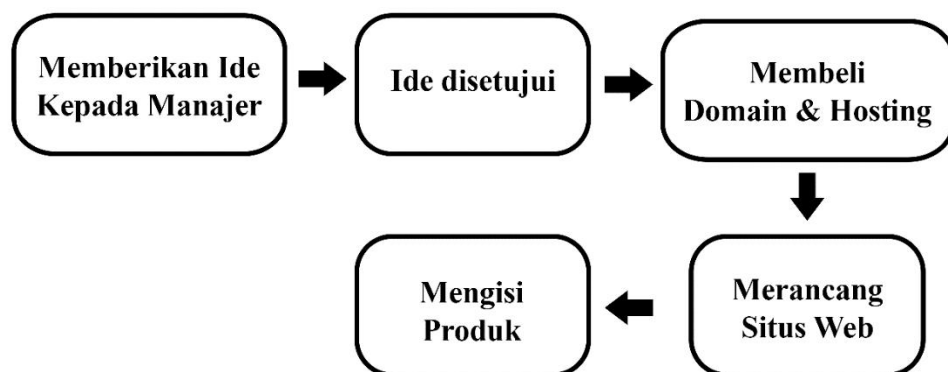 Memberikan Ide
Kepada Manajer
Ide disetujui
Membeli
Domain & Hosting
Merancang
Situs Web
Mengisi
Produk